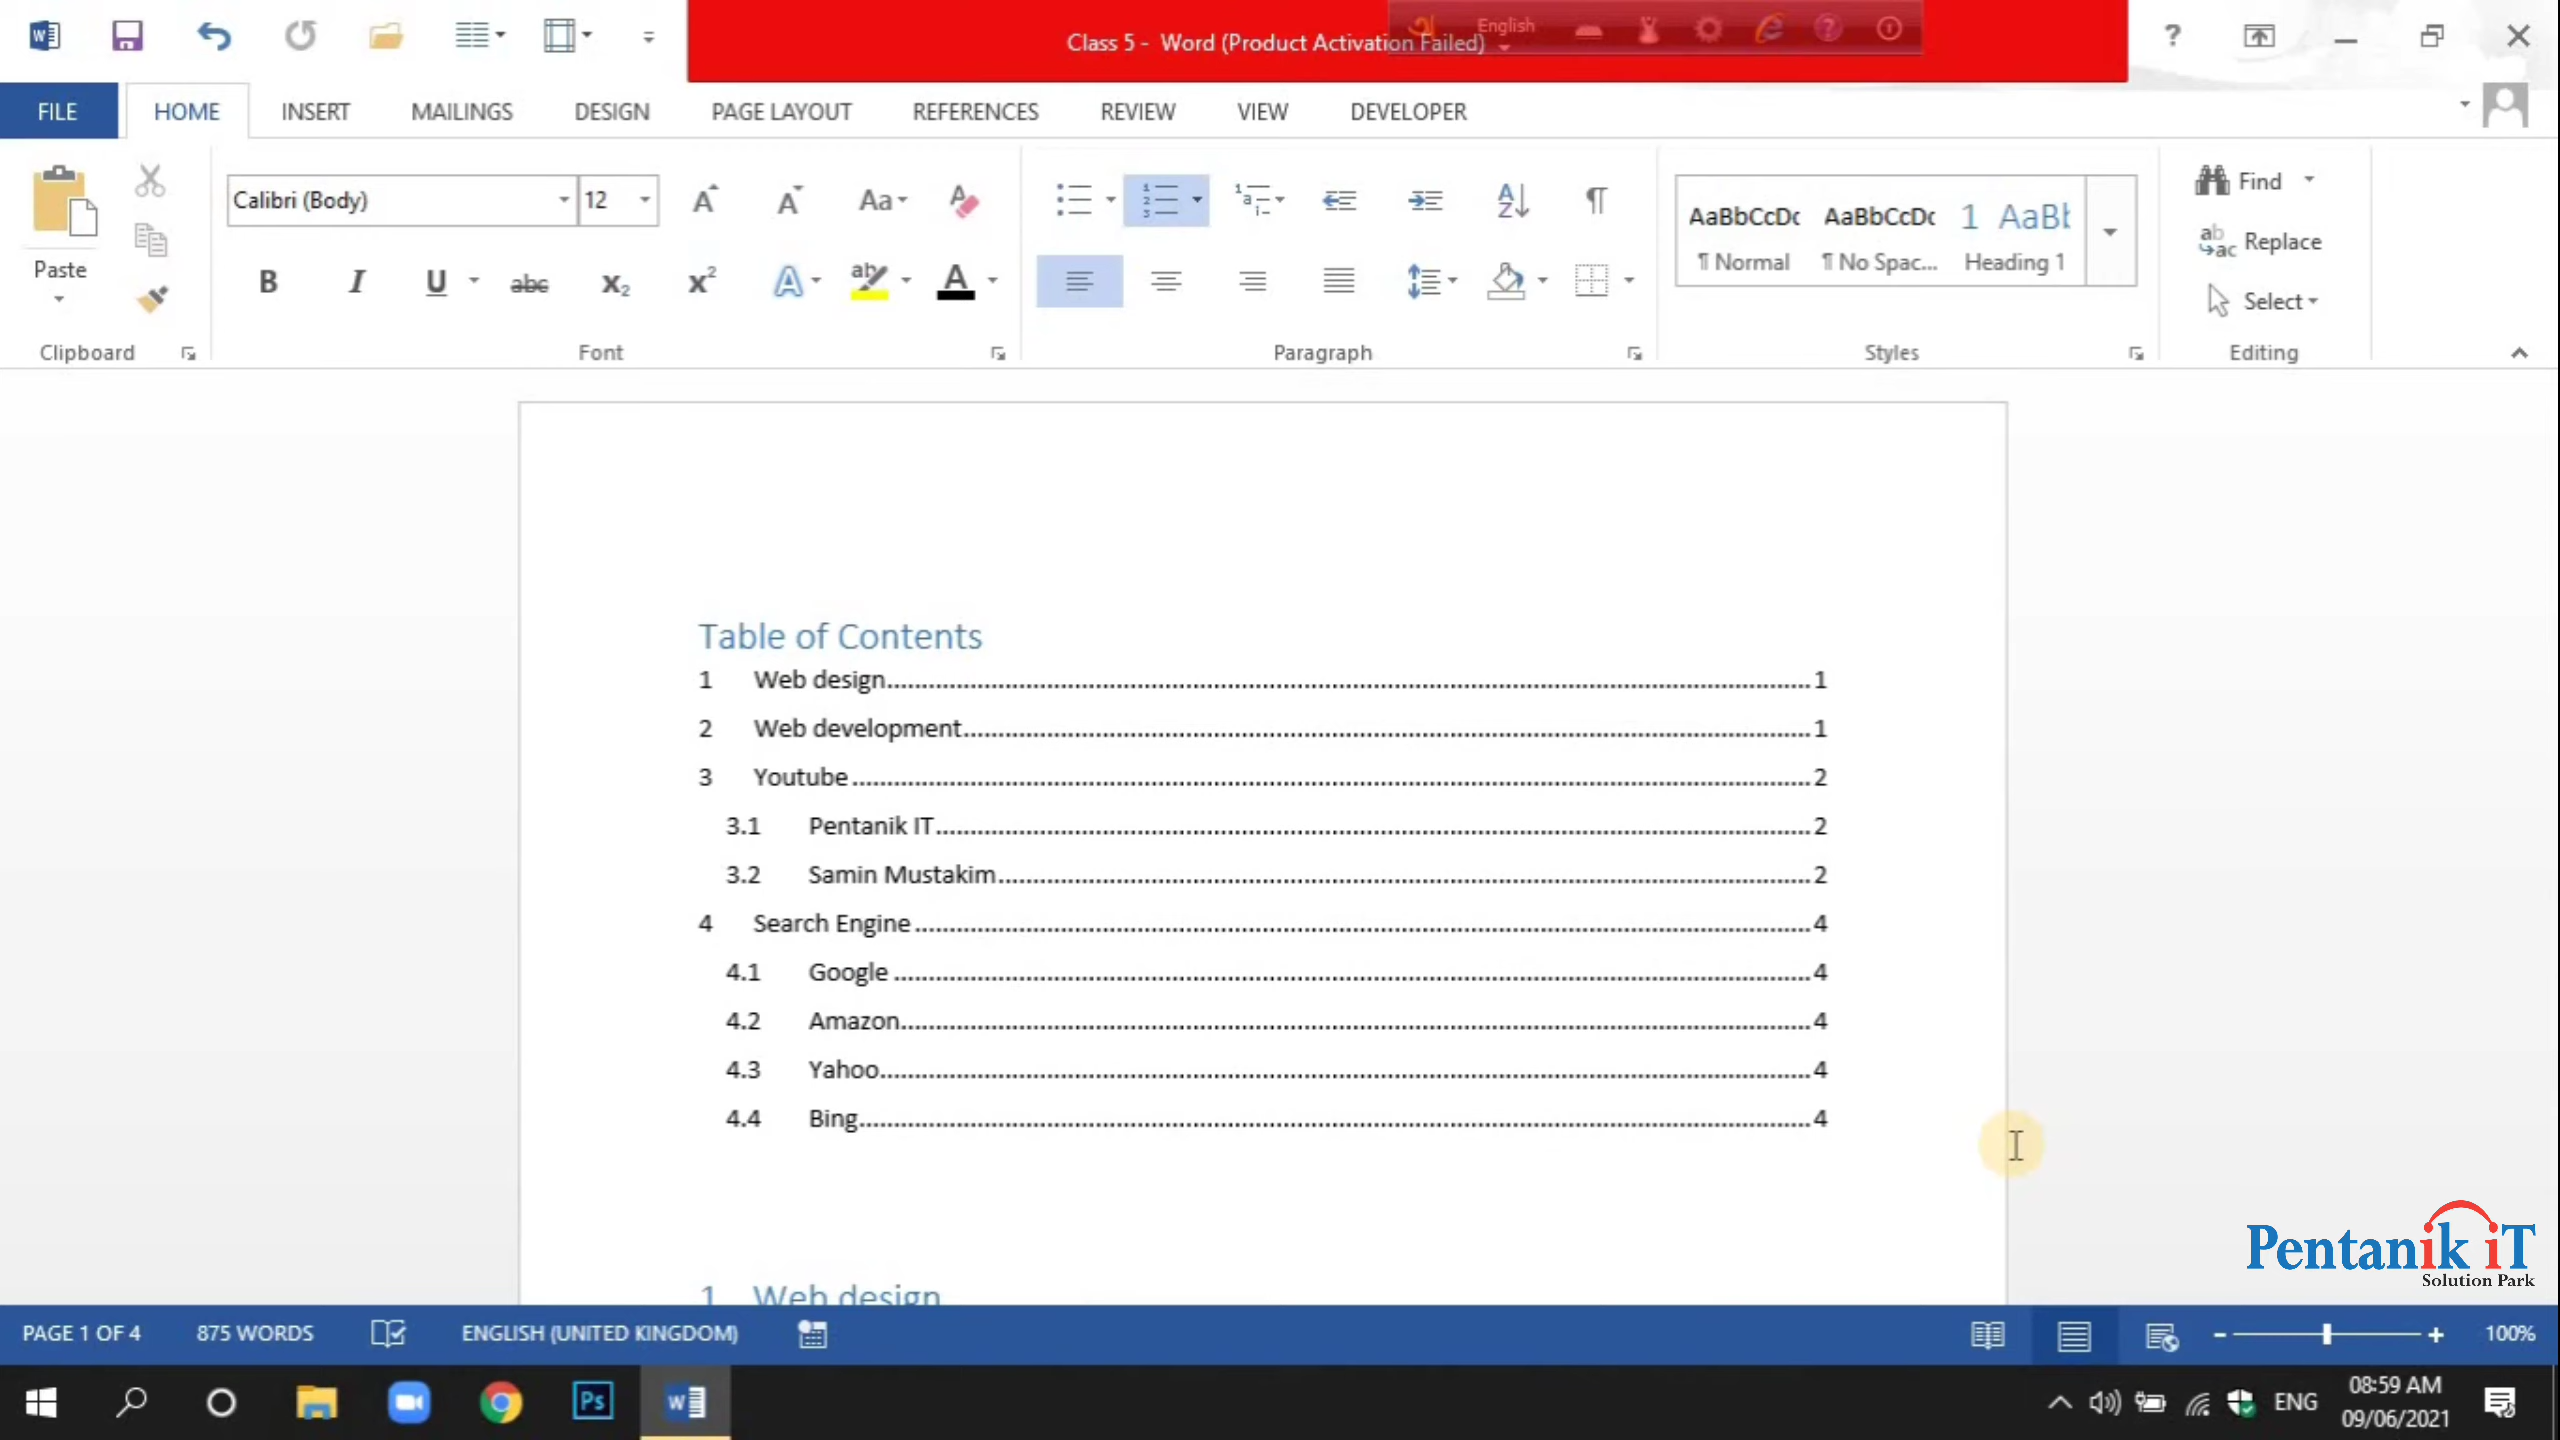 Class 5 - Word (Product Activation Failed)
English
FILE HOME INSERT MAILINGS DESIGN PAGE LAYOUT REFERENCES REVIEW VIEW DEVELOPER
Calibri (Body) 12
Paste
Clipboard
Font
Paragraph
AaBbCcDc AaBbCcDc 1 AaBb
¶ Normal ¶ No Spac... Heading 1
Styles
Find
Replace
Select
Editing
Table of Contents
1 Web design 1
2 Web development 1
3 Youtube 2
3.1 Pentanik IT 2
3.2 Samin Mustakim 2
4 Search Engine 4
4.1 Google 4
4.2 Amazon 4
4.3 Yahoo 4
4.4 Bing 4
1 Web design
Pentanik iT
Solution Park
PAGE 1 OF 4 875 WORDS ENGLISH (UNITED KINGDOM) 100%
Ps
ENG
08:59 AM
09/06/2021